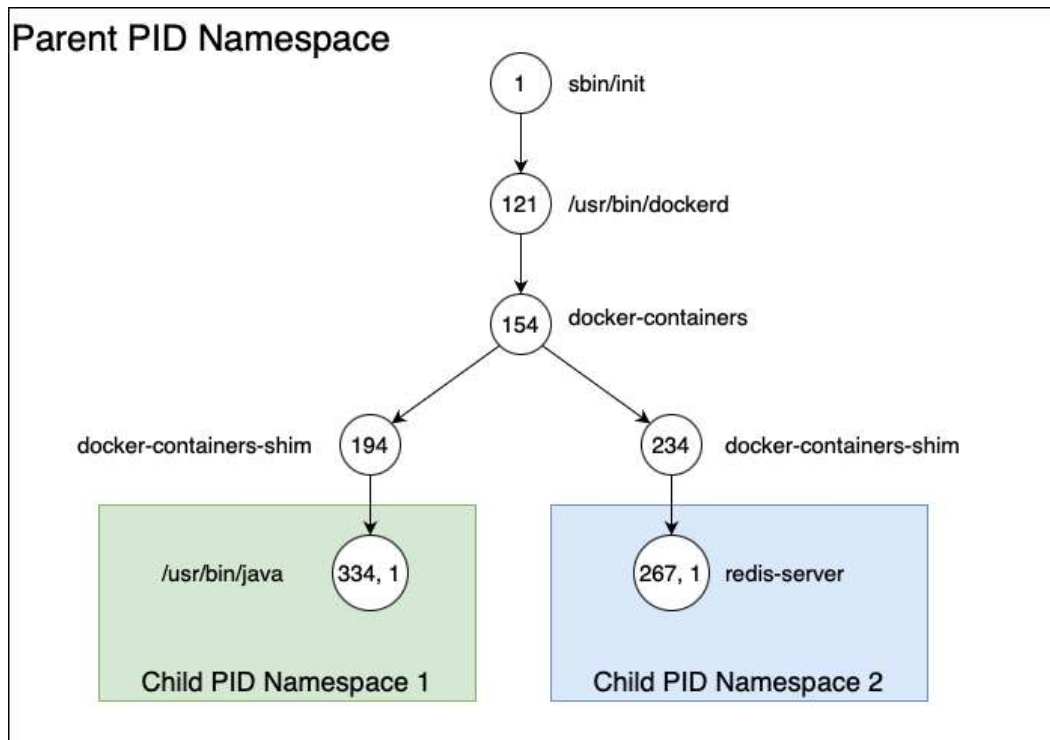 Parent PID Namespace
1 sbin/init
121 /usr/bin/dockerd
154 docker-containers
docker-containers-shim 194 234 docker-containers-shim
/usr/bin/java 334, 1 267, 1 redis-server
Child PID Namespace 1 Child PID Namespace 2